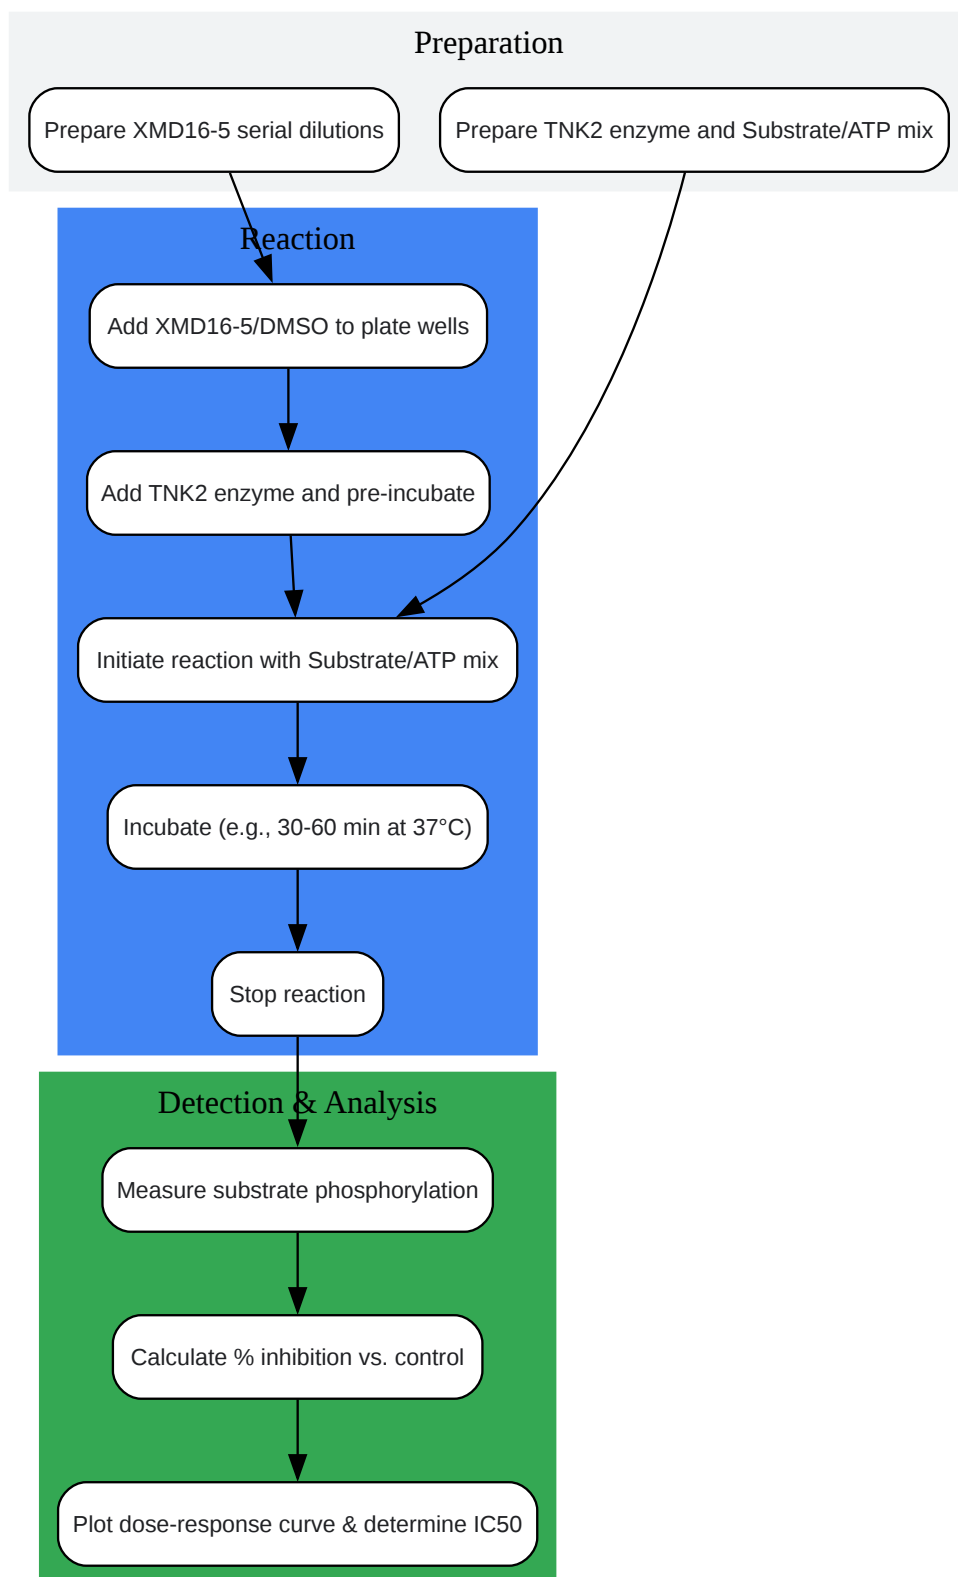 Preparation
Prepare XMD16-5 serial dilutions
Prepare TNK2 enzyme and Substrate/ATP mix
Reaction
Add XMD16-5/DMSO to plate wells
Add TNK2 enzyme and pre-incubate
Initiate reaction with Substrate/ATP mix
Incubate (e.g., 30-60 min at 37°C)
Stop reaction
Detection & Analysis
Measure substrate phosphorylation
Calculate % inhibition vs. control
Plot dose-response curve & determine IC50